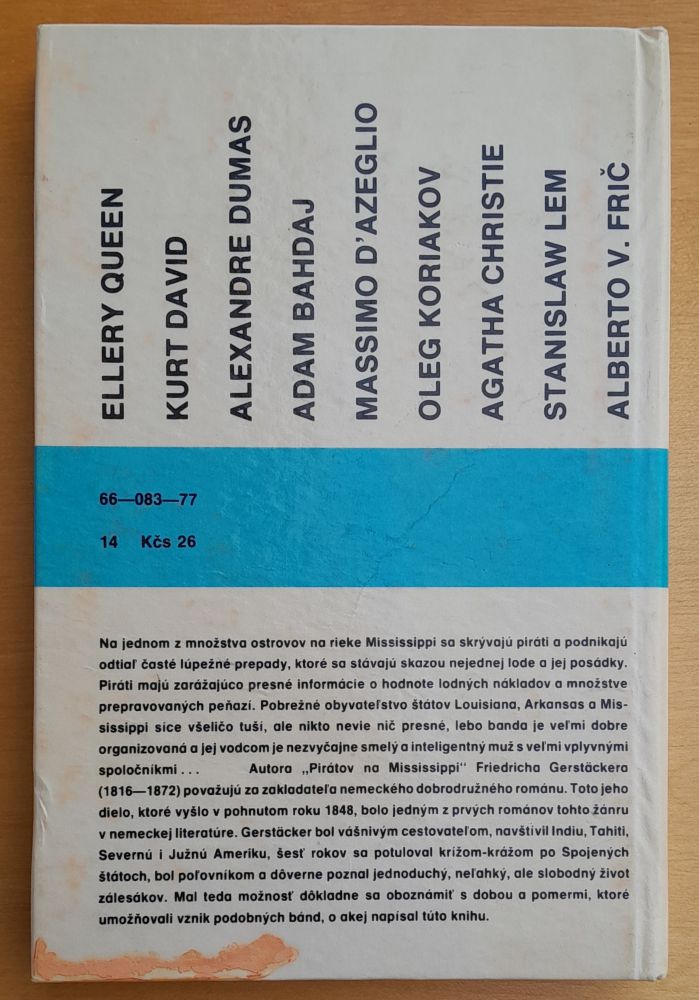 ELLERY QUEEN
KURT DAVID
ALEXANDRE DUMAS
ADAM BAHDAJ
MASSIMO D'AZEGLIO
OLEG KORIAKOV
AGATHA CHRISTIE
STANISLAW LEM
ALBERTO V. FRIČ
66—083—77
14 Kčs 26
Na jednom z množstva ostrovov na rieke Mississippi sa skrývajú piráti a podnikajú
odtiaľ časté lúpežné prepady, ktoré sa stávajú skazou nejednej lode a jej posádky.
Piráti majú zarážajúco presné informácie o hodnote lodných nákladov a množstve
prepravovaných peňazí. Pobrežné obyvateľstvo štátov Louisiana, Arkansas a Mis-
sissippi síce všeličo tuší, ale nikto nevie nič presné, lebo banda je veľmi dobre
organizovaná a jej vodcom je nezvyčajne smelý a inteligentný muž s veľmi vplyvnými
spoločníkmi... Autora „Pirátov na Mississippi" Friedricha Gerstäckera
(1816—1872) považujú za zakladateľa nemeckého dobrodružného románu. Toto jeho
dielo, ktoré vyšlo v pohnutom roku 1848, bolo jedným z prvých románov tohto žánru
v nemeckej literatúre. Gerstäcker bol vášnivým cestovateľom, navštívil Indiu, Tahiti,
Severnú i Južnú Ameriku, šesť rokov sa potuloval krížom-krážom po Spojených
štátoch, bol poľovníkom a dôverne poznal jednoduchý, neľahký, ale slobodný život
zálesákov. Mal teda možnosť dôkladne sa oboznámiť s dobou a pomermi, ktoré
umožňovali vznik podobných bánd, o akej napísal túto knihu.